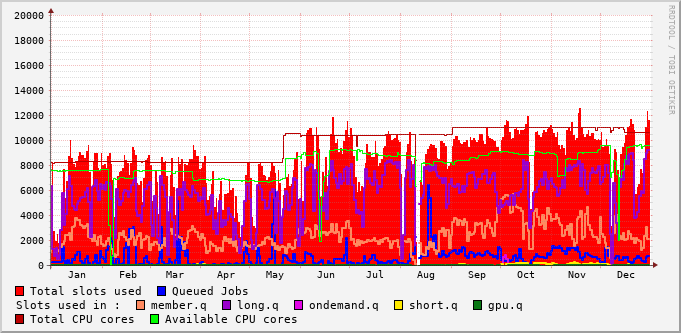 20000
18000
16000
14000
12000
10000
8000
6000
4000
2000
0
Jan Feb Mar Apr May Jun Jul Aug Sep Oct Nov Dec
Total slots used Queued Jobs
Slots used in : member.q long.q ondemand.q short.q gpu.q
Total CPU cores Available CPU cores
RRDTOOL / TOBI OETIKER